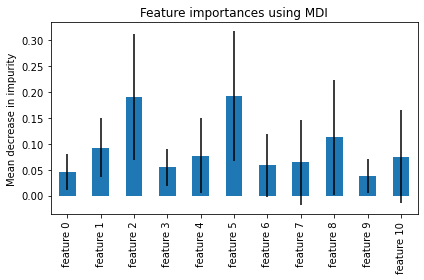 Feature importances using MDI
Mean decrease in impurity
0.30
0.25
0.20
0.15
0.10
0.05
0.00
feature 0
feature 1
feature 2
feature 3
feature 4
feature 5
feature 6
feature 7
feature 8
feature 9
feature 10